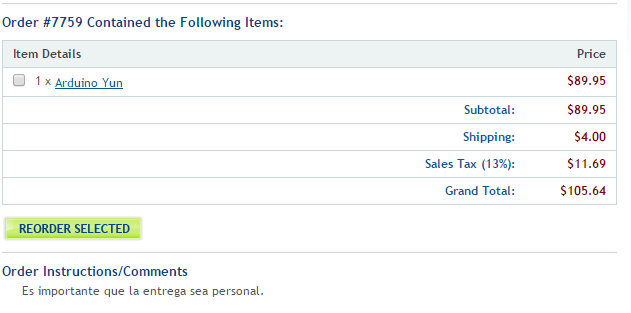 Order #7759 Contained the Following Items:
Item Details Price
1 x Arduino Yun $89.95
Subtotal: $89.95
Shipping: $4.00
Sales Tax (13%): $11.69
Grand Total: $105.64
REORDER SELECTED
Order Instructions/Comments
Es importante que la entrega sea personal.